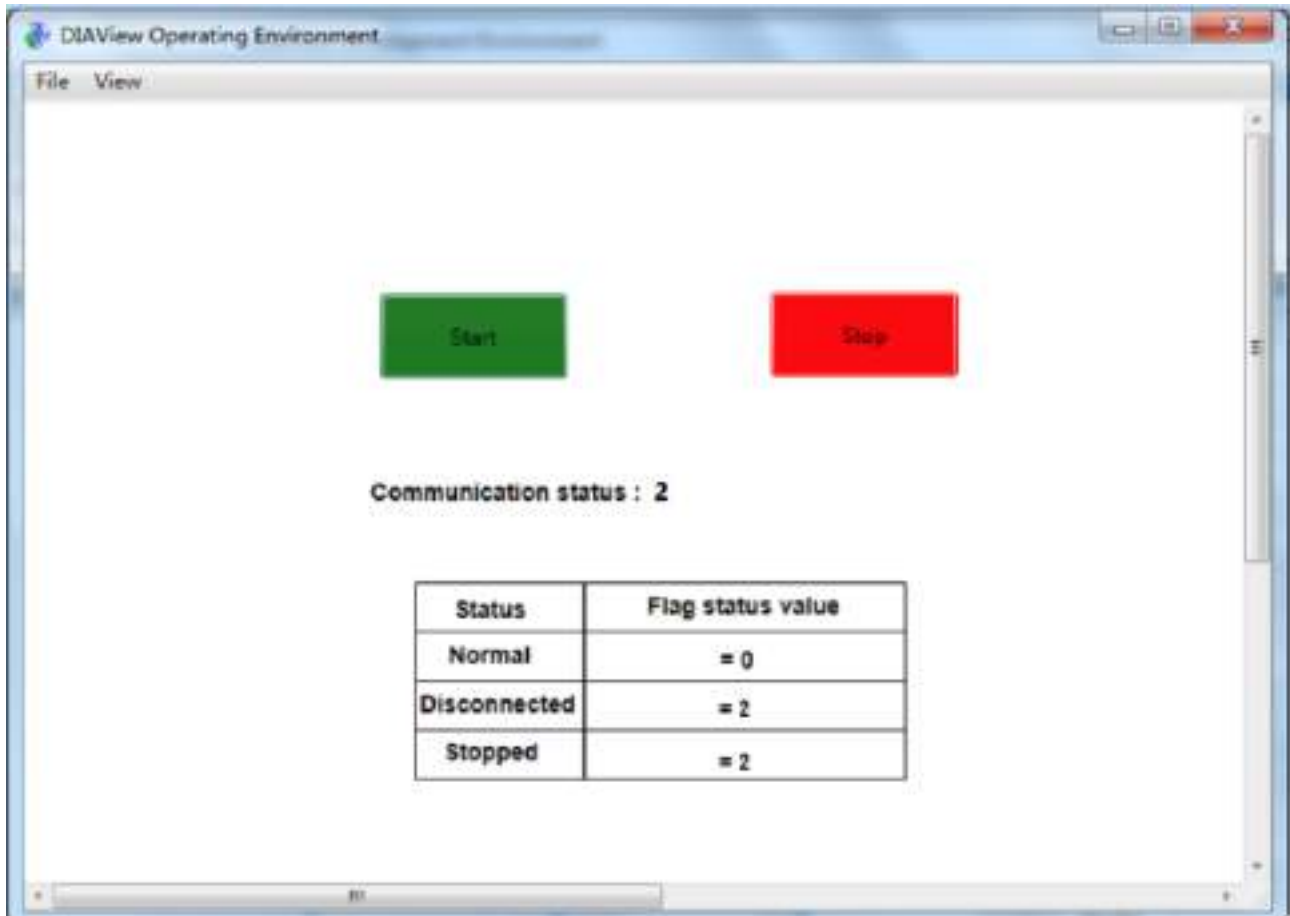 DIAView Operating Environment
File View
Start Stop
Communication status : 2
Status Flag status value
Normal = 0
Disconnected = 2
Stopped = 2